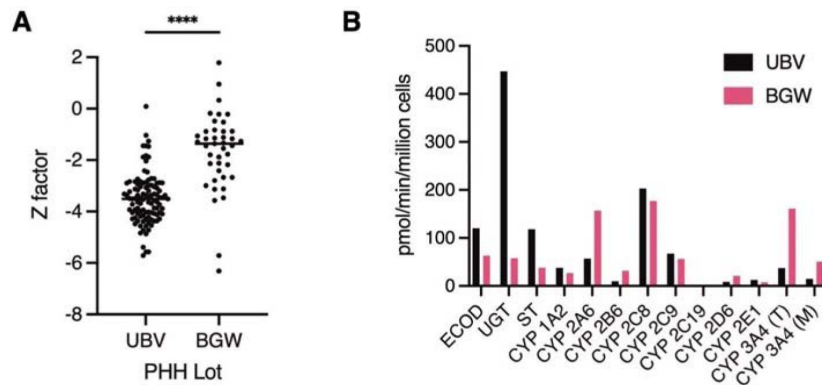 A
****
Z factor
2
0
-2
-4
-6
-8
UBV BGW
PHH Lot
B
pmol/min/million cells
500
400
300
200
100
0
UBV
BGW
ECOD
UGT
ST
CYP 1A2
CYP 2A6
CYP 2B6
CYP 2C8
CYP 2C9
CYP 2C19
CYP 2D6
CYP 2E1
CYP 3A4 (T)
CYP 3A4 (M)